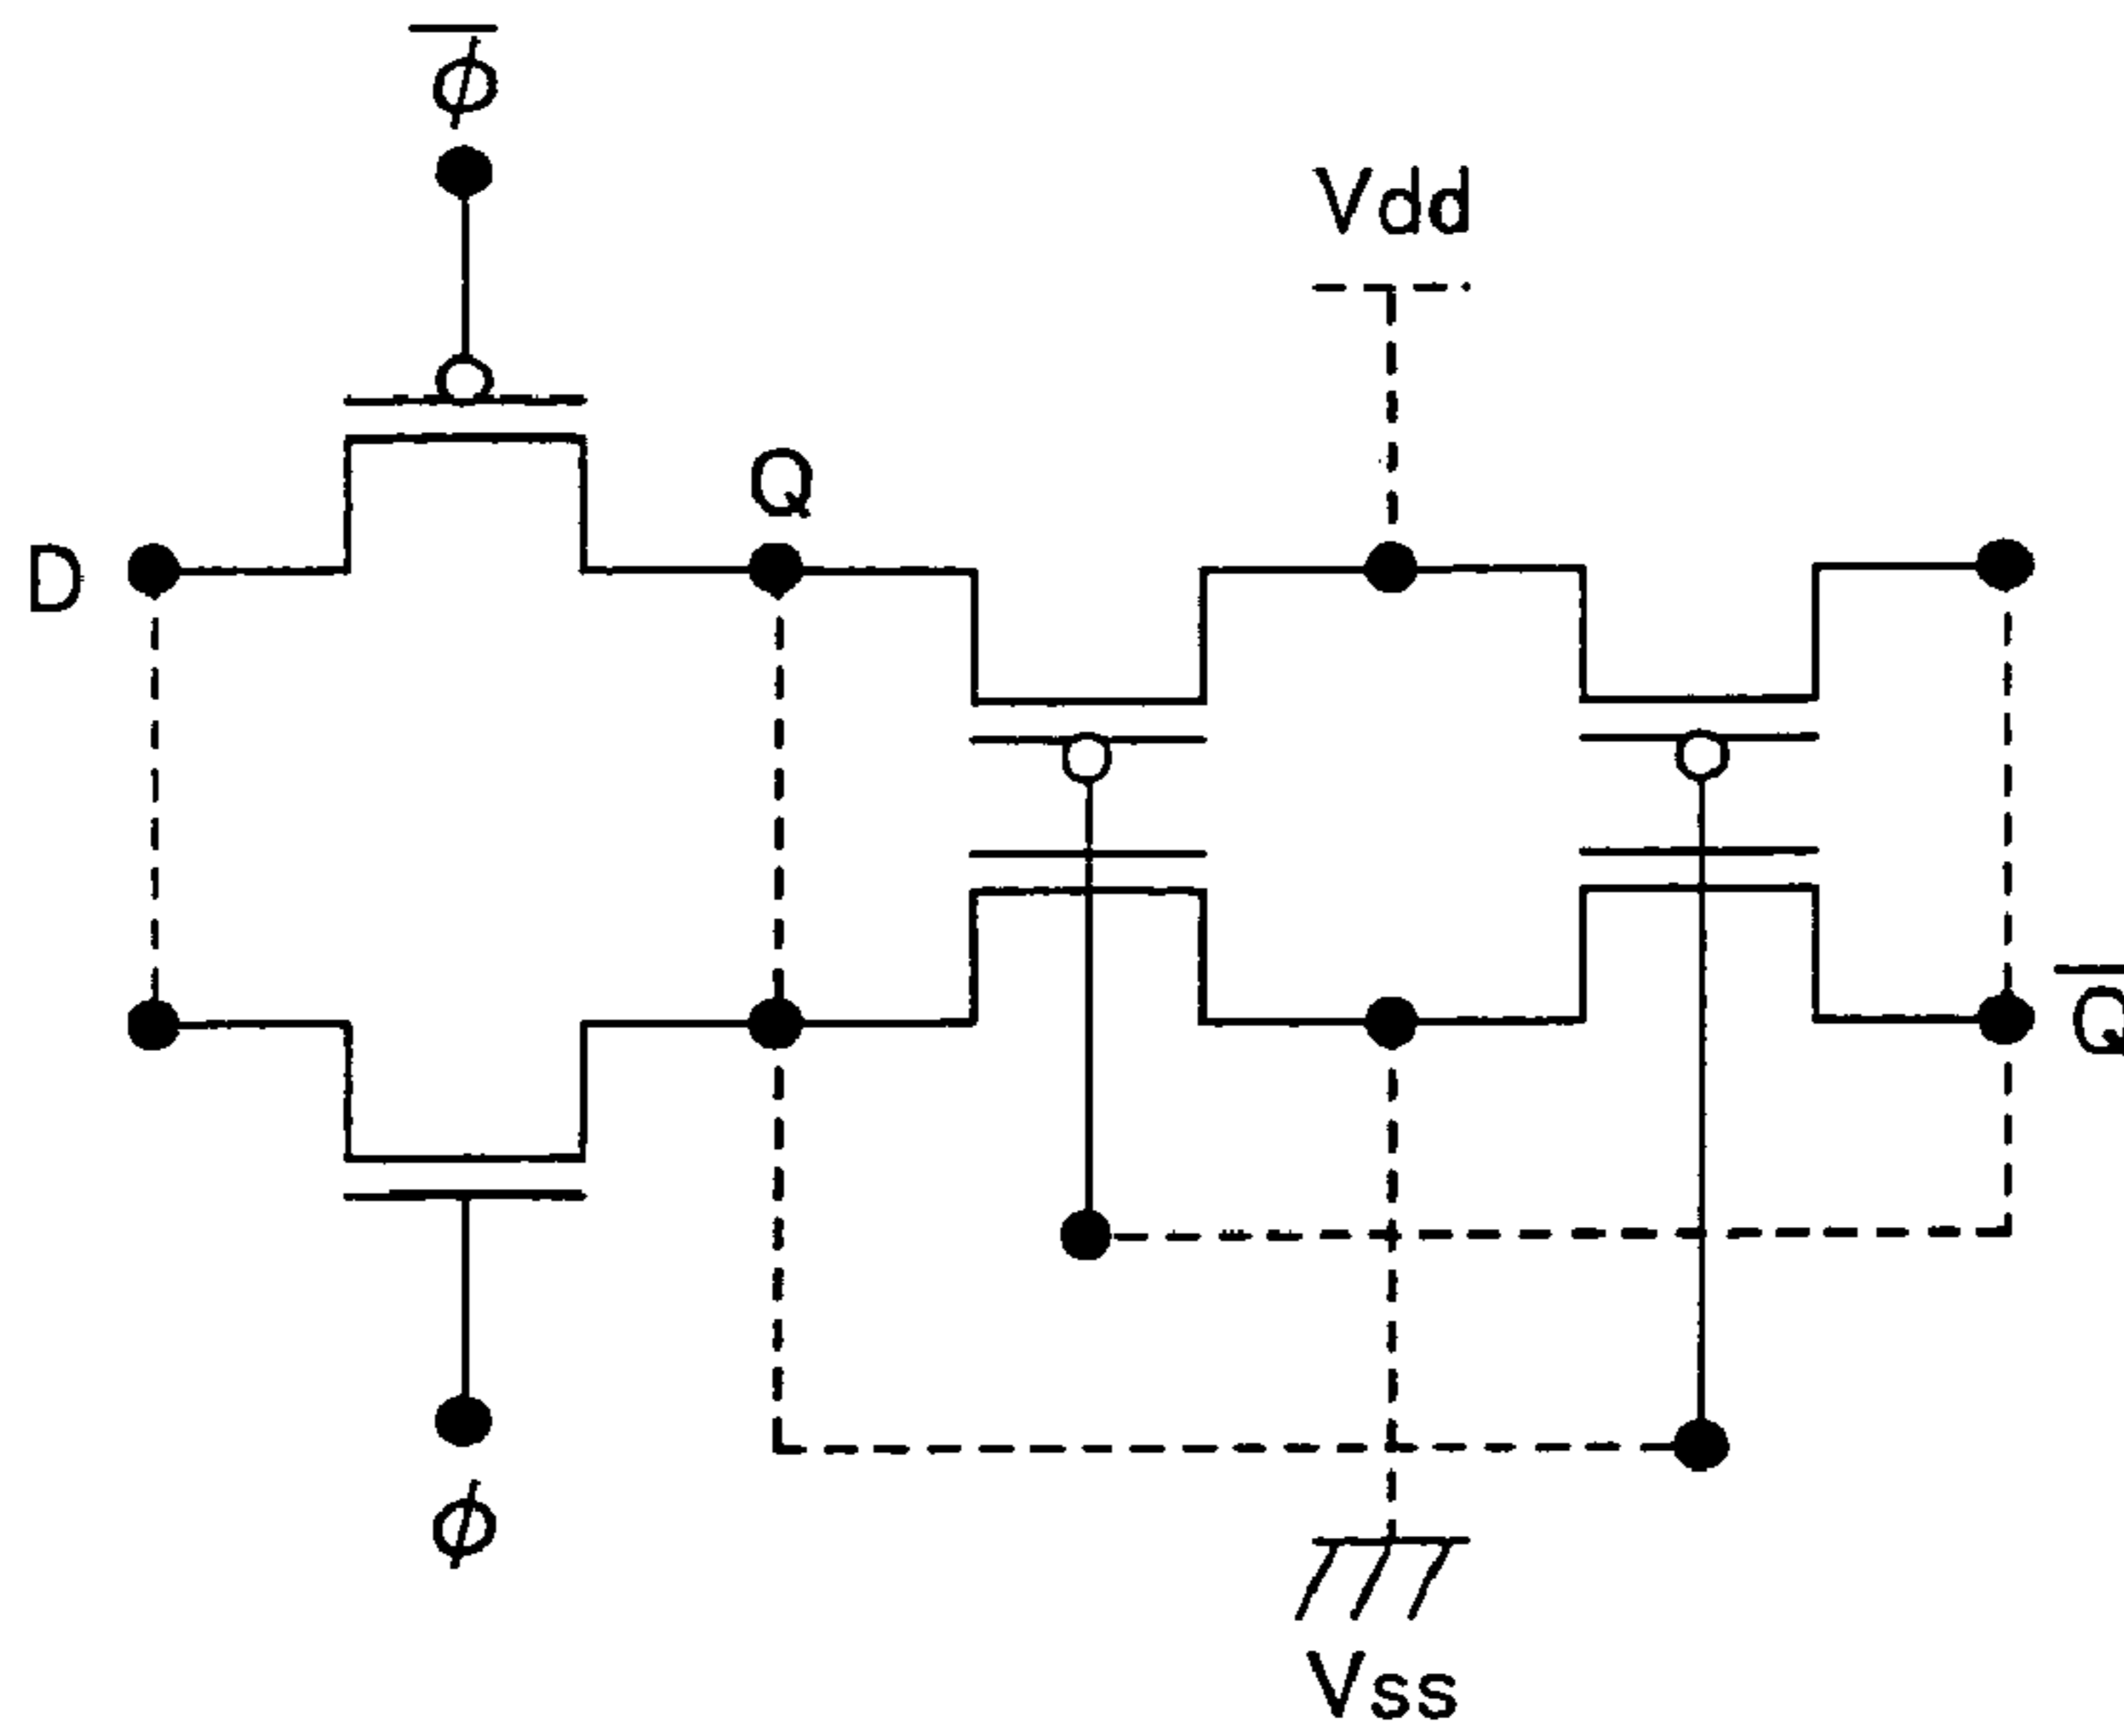 ϕ̅
Vdd
Q
D
Q̅
ϕ
Vss